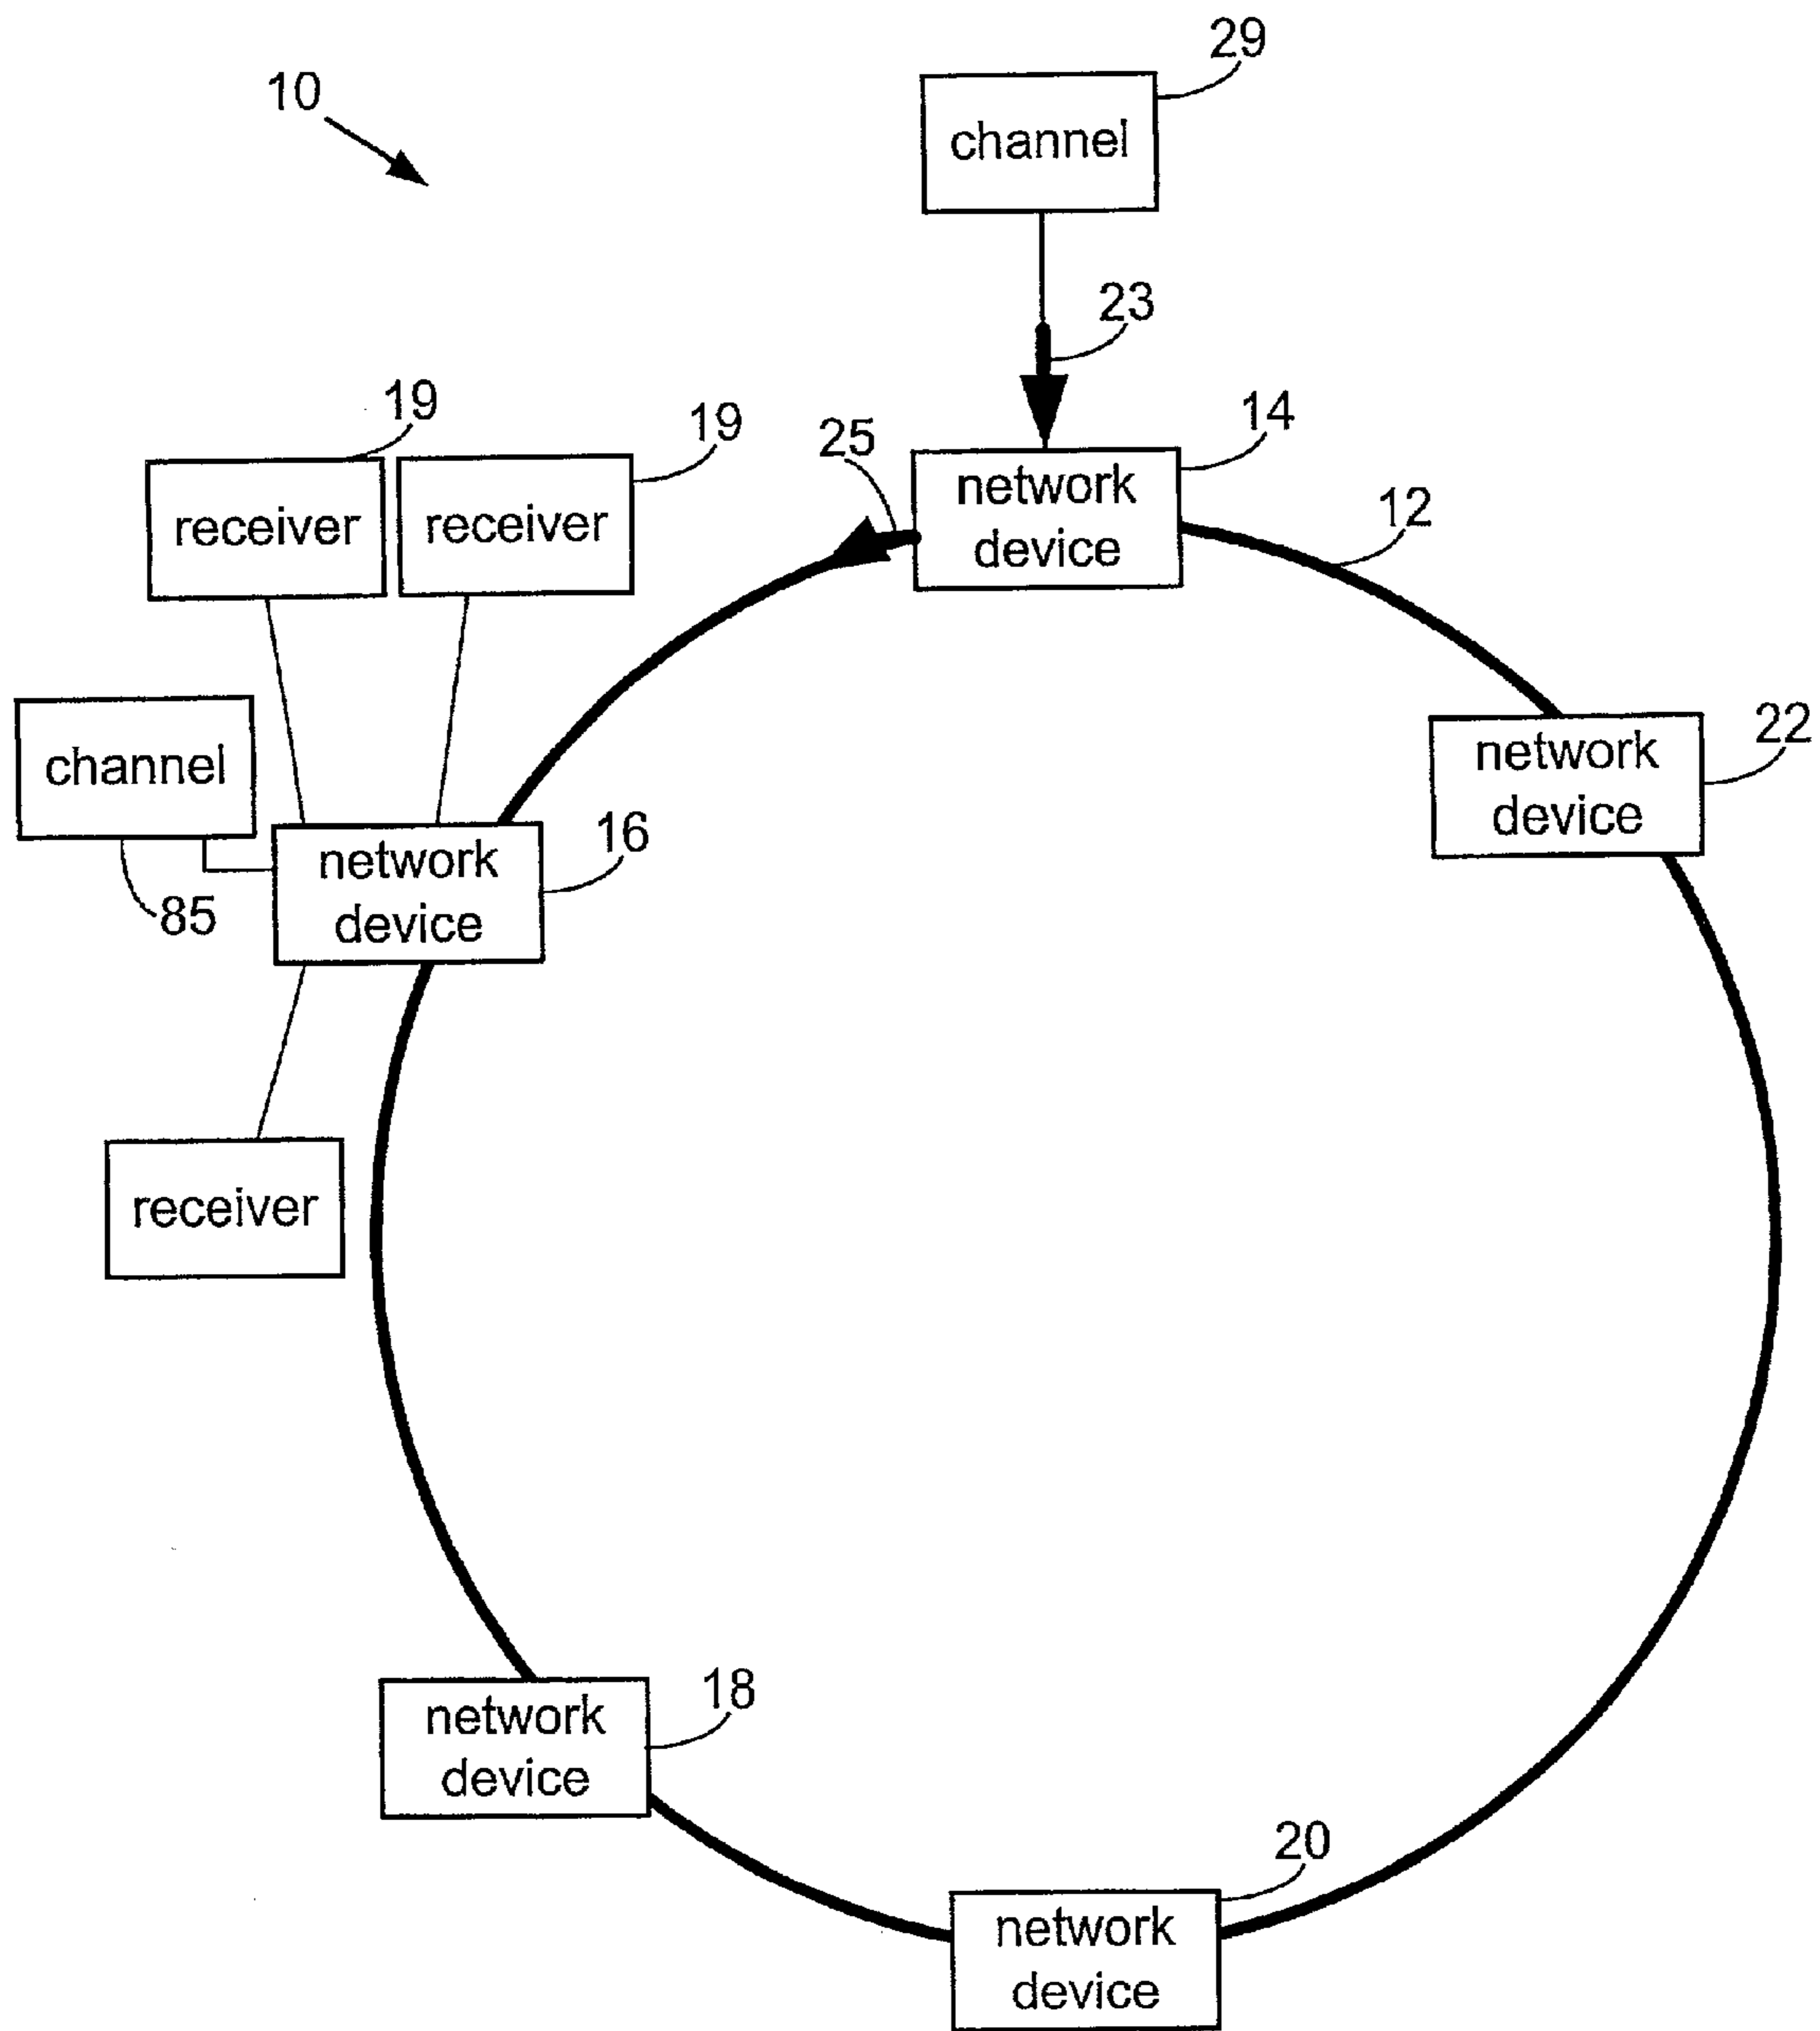 29
10
channel
23
19
19
14
25
network
device
12
receiver
receiver
channel
22
network
device
16
network
device
85
receiver
18
network
device
20
network
device